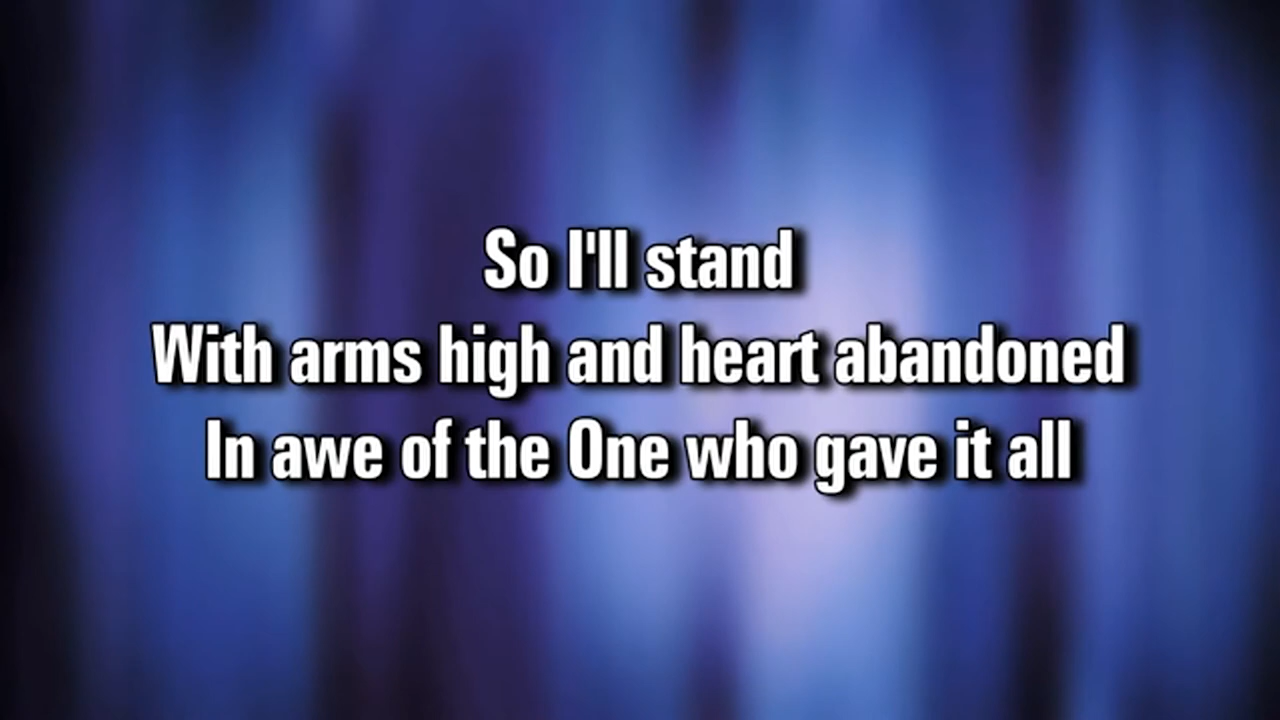 So I'll stand
With arms high and heart abandoned
In awe of the One who gave it all